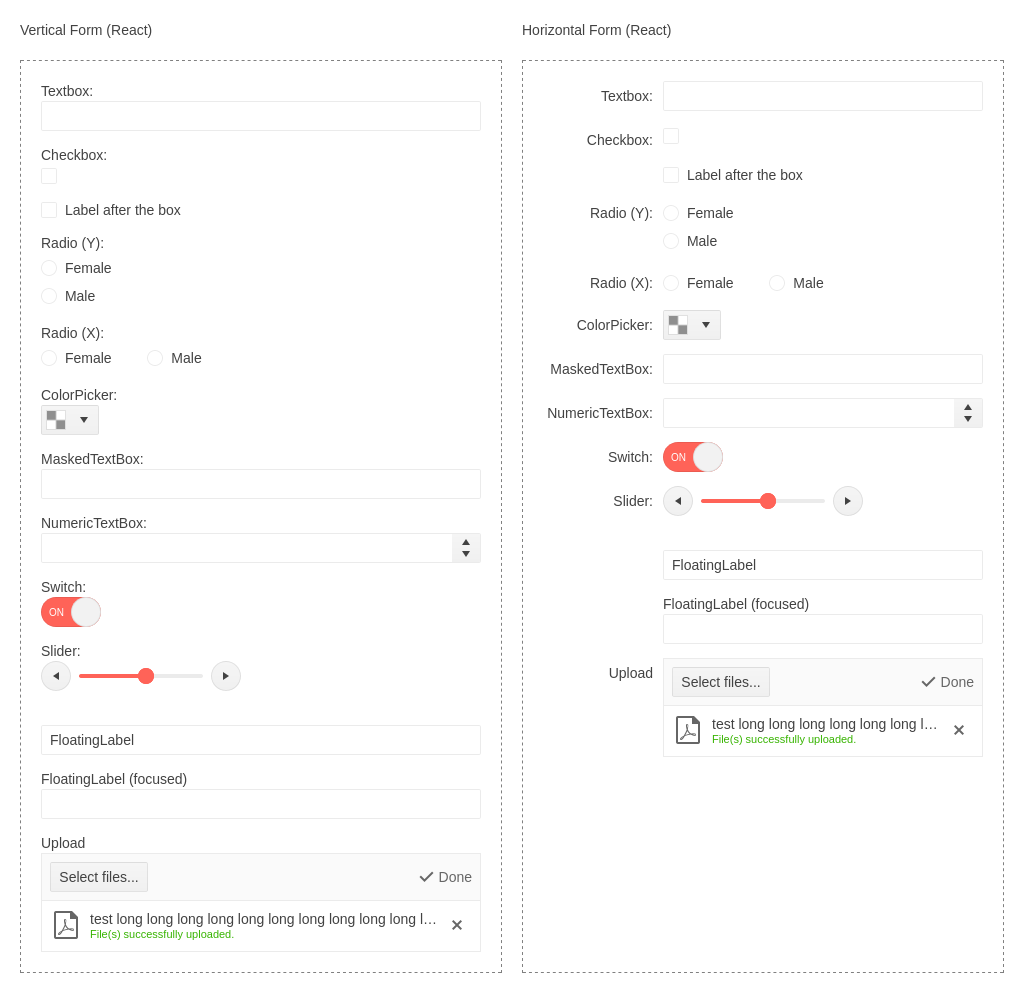 Vertical Form (React)
Textbox:
Checkbox:
Label after the box
Radio (Y):
Female
Male
Radio (X):
Female Male
ColorPicker:
MaskedTextBox:
NumericTextBox:
Switch:
ON
Slider:
FloatingLabel
FloatingLabel (focused)
Upload
Select files... Done
test long long long long long long long long long long l…
File(s) successfully uploaded.
Horizontal Form (React)
Textbox:
Checkbox:
Label after the box
Radio (Y): Female
Male
Radio (X): Female Male
ColorPicker:
MaskedTextBox:
NumericTextBox:
Switch: ON
Slider:
FloatingLabel
FloatingLabel (focused)
Upload Select files... Done
test long long long long long long l…
File(s) successfully uploaded.